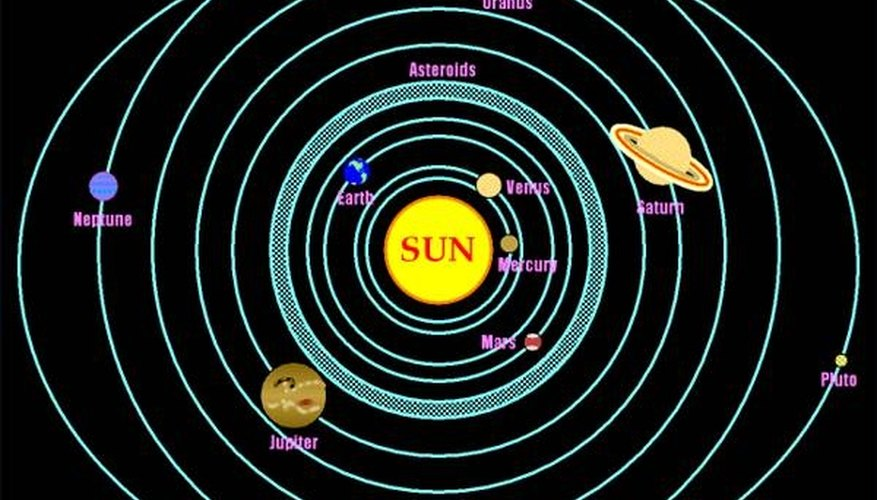 Uranus
Asteroids
Earth
Venus
Neptune
Saturn
SUN
Mercury
Mars
Pluto
Jupiter